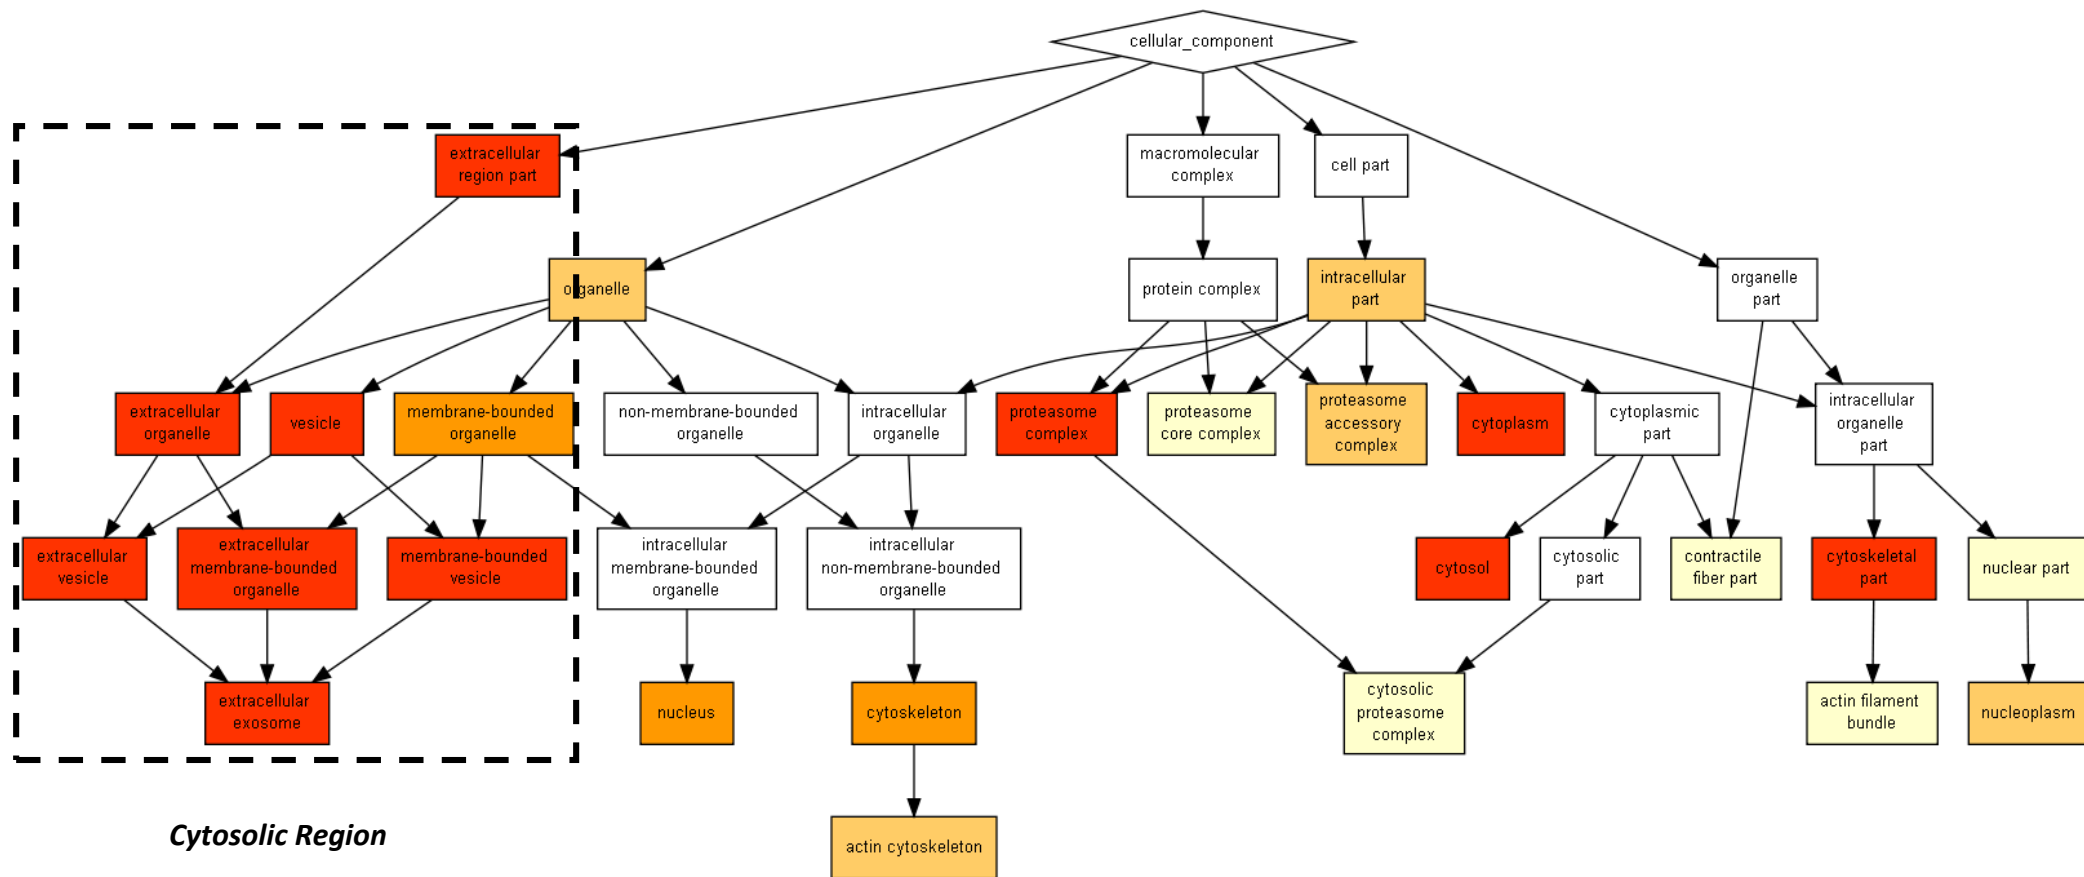 cellular_component
extracellular
region part
macromolecular
complex
cell part
organelle
protein complex
intracellular
part
organelle
part
extracellular
organelle
vesicle
membrane-bounded
organelle
non-membrane-bounded
organelle
intracellular
organelle
proteasome
complex
proteasome
core complex
proteasome
accessory
complex
cytoplasm
cytoplasmic
part
intracellular
organelle
part
extracellular
vesicle
extracellular
membrane-bounded
organelle
membrane-bounded
vesicle
intracellular
membrane-bounded
organelle
intracellular
non-membrane-bounded
organelle
cytosol
cytosolic
part
contractile
fiber part
cytoskeletal
part
nuclear part
extracellular
exosome
nucleus
cytoskeleton
cytosolic
proteasome
complex
actin filament
bundle
nucleoplasm
Cytosolic Region
actin cytoskeleton